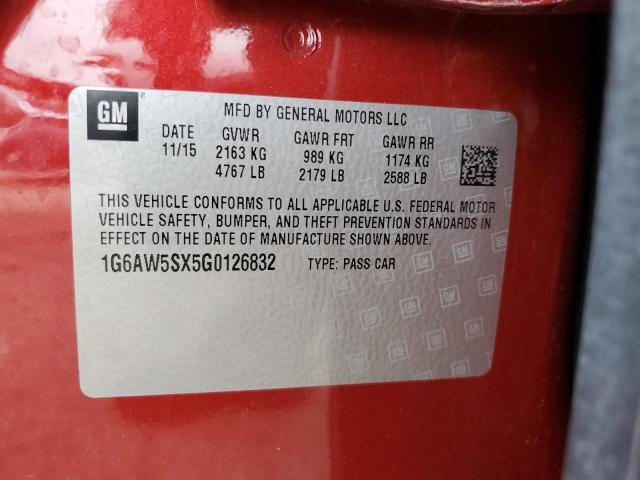 GM ®
MFD BY GENERAL MOTORS LLC
DATE GVWR GAWR FRT GAWR RR
11/15 2163 KG 989 KG 1174 KG
4767 LB 2179 LB 2588 LB
THIS VEHICLE CONFORMS TO ALL APPLICABLE U.S. FEDERAL MOTOR
VEHICLE SAFETY, BUMPER, AND THEFT PREVENTION STANDARDS IN
EFFECT ON THE DATE OF MANUFACTURE SHOWN ABOVE.
1G6AW5SX5G0126832 TYPE: PASS CAR